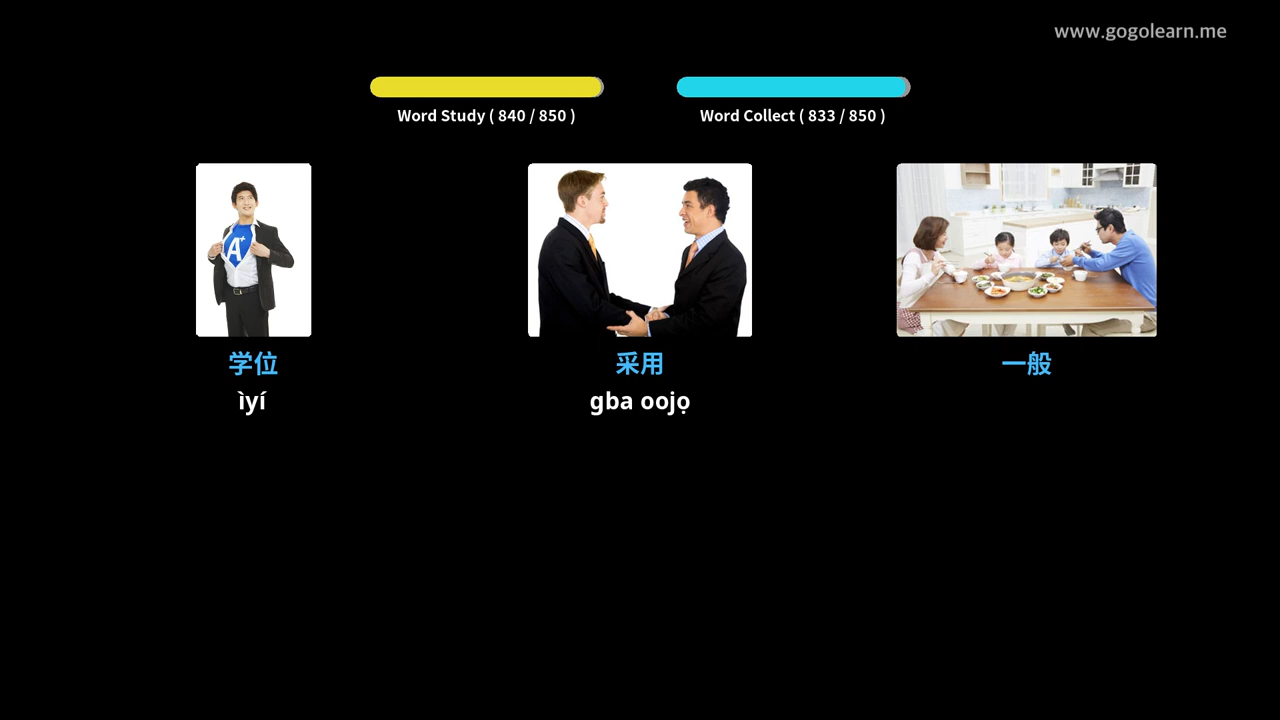 www.gogolearn.me
Word Study ( 840 / 850 )
Word Collect ( 833 / 850 )
A+
学位
采用
一般
ìyí
gba oojọ